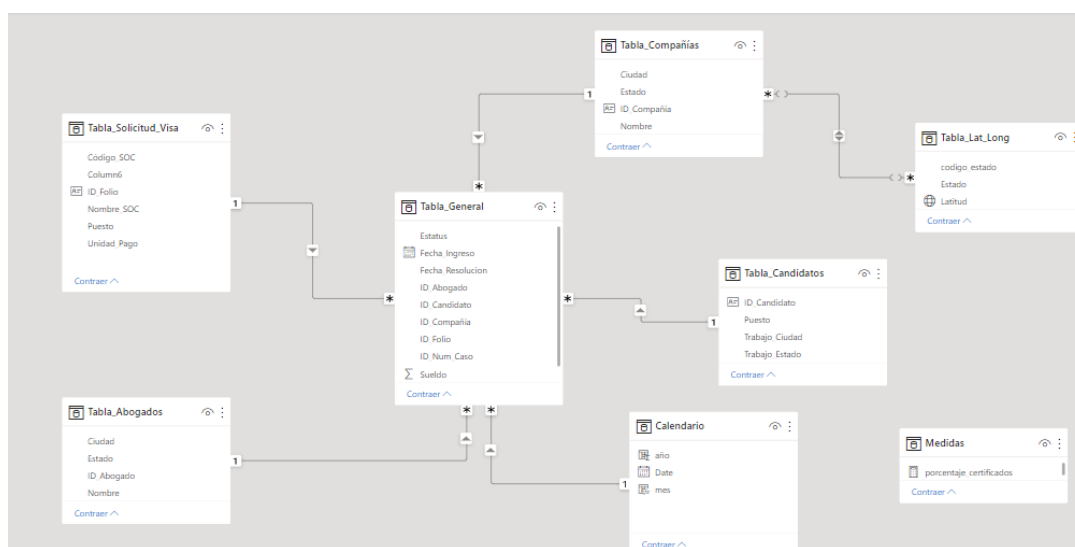 Tabla_Compañías
Ciudad
Estado
ID_Compañia
Nombre
Contraer
1
*
Tabla_Solicitud_Visa
Código_SOC
Column6
ID_Folio
Nombre_SOC
Puesto
Unidad_Pago
Contraer
1
Tabla_Lat_Long
codigo_estado
Estado
Latitud
Contraer
*
*
Tabla_General
Estatus
Fecha_Ingreso
Fecha_Resolucion
ID_Abogado
ID_Candidato
ID_Compañía
ID_Folio
ID_Num_Caso
Sueldo
Contraer
*
*
Tabla_Candidatos
ID_Candidato
Puesto
Trabajo_Ciudad
Trabajo_Estado
Contraer
1
Tabla_Abogados
Ciudad
Estado
ID_Abogado
Nombre
Contraer
1
*
*
Calendario
año
Date
mes
Contraer
1
Medidas
porcentaje_certificados
Contraer